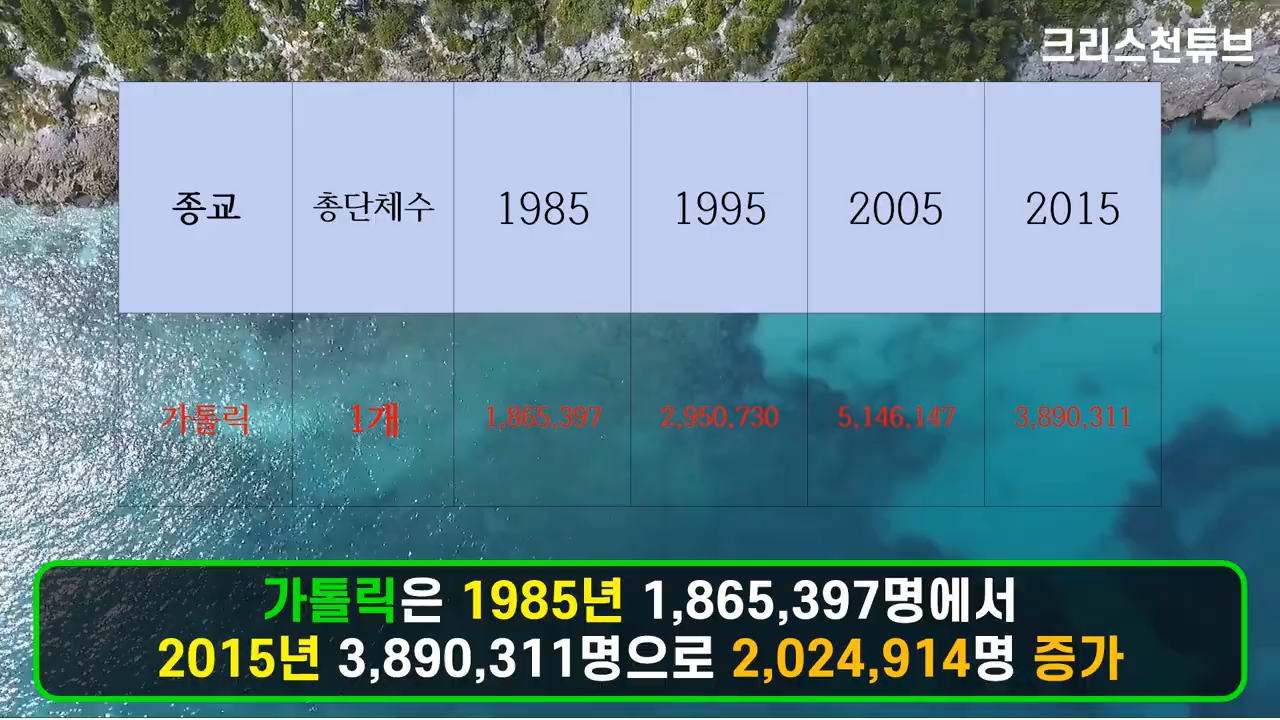 크리스천튜브
종교 총단체수 1985 1995 2005 2015
가톨릭 1개 1,865,397 2,950,730 5,146,147 3,890,311
가톨릭은 1985년 1,865,397명에서
2015년 3,890,311명으로 2,024,914명 증가